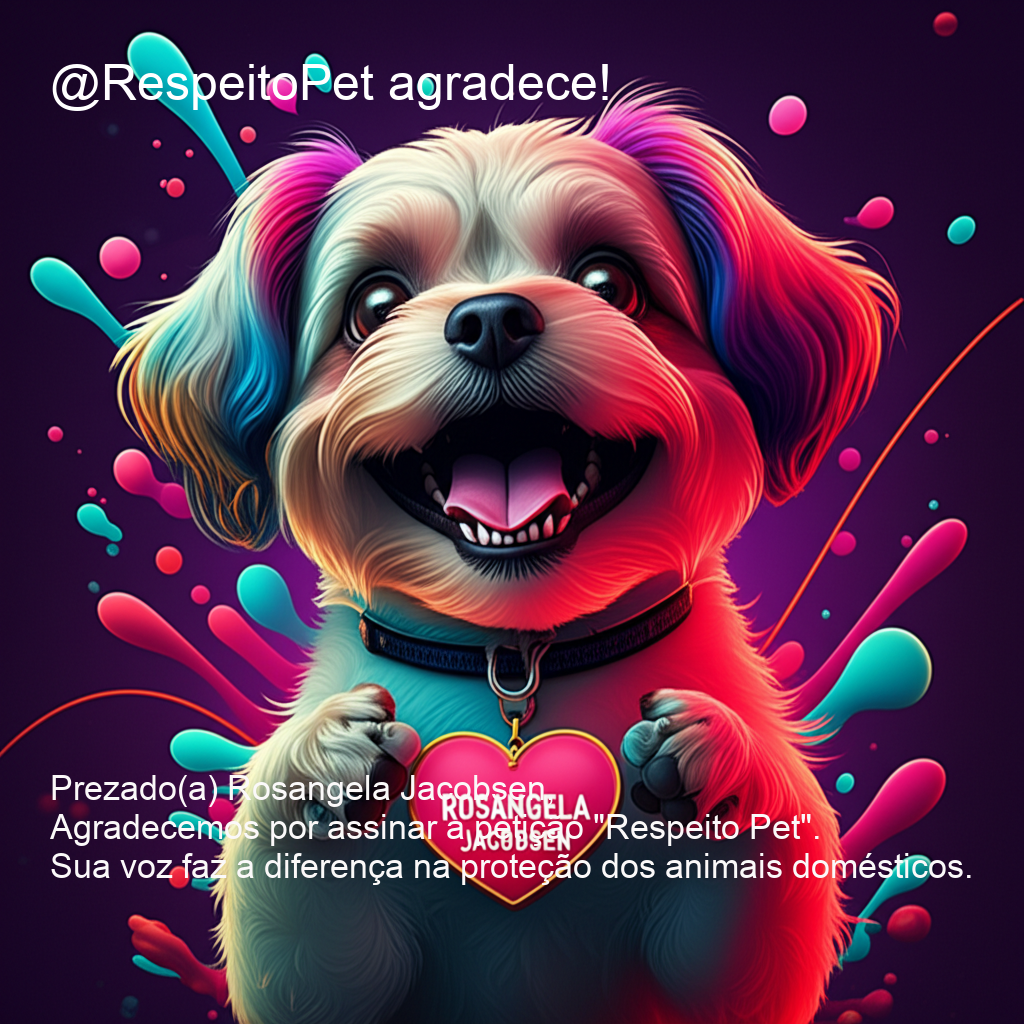 @RespeitoPet agradece!
Prezado(a) Rosangela Jacobsen,
ROSANGELA
Agradecemos por assinar a petição "Respeito Pet".
JACOBSEN
Sua voz faz a diferença na proteção dos animais domésticos.